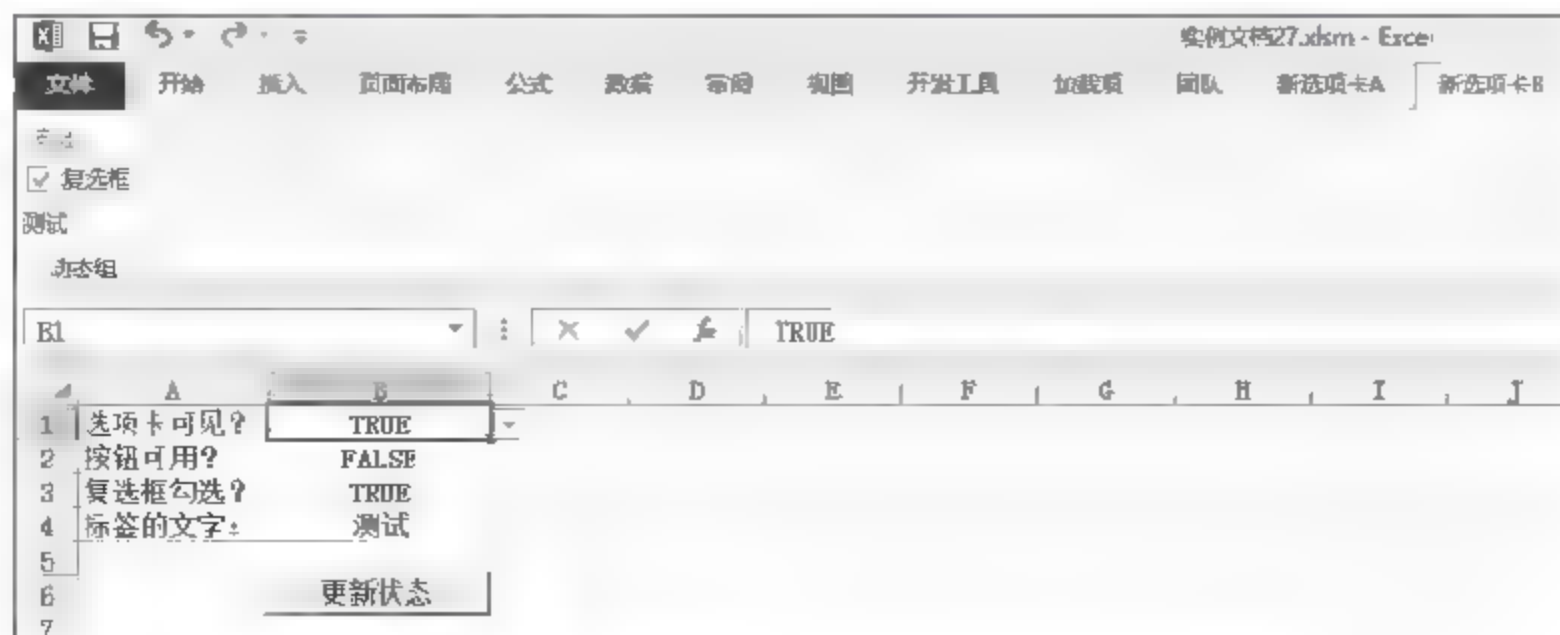 实例文档27.xlsm - Excel
文件 开始 插入 页面布局 公式 数据 审阅 视图 开发工具 加载项 团队 新选项卡A 新选项卡B
复选框
测试
动态组
B1 TRUE
A B C D E F G H I J
1 选项卡可见? TRUE
2 按钮可用? FALSE
3 复选框勾选? TRUE
4 标签的文字: 测试
5
6 更新状态
7